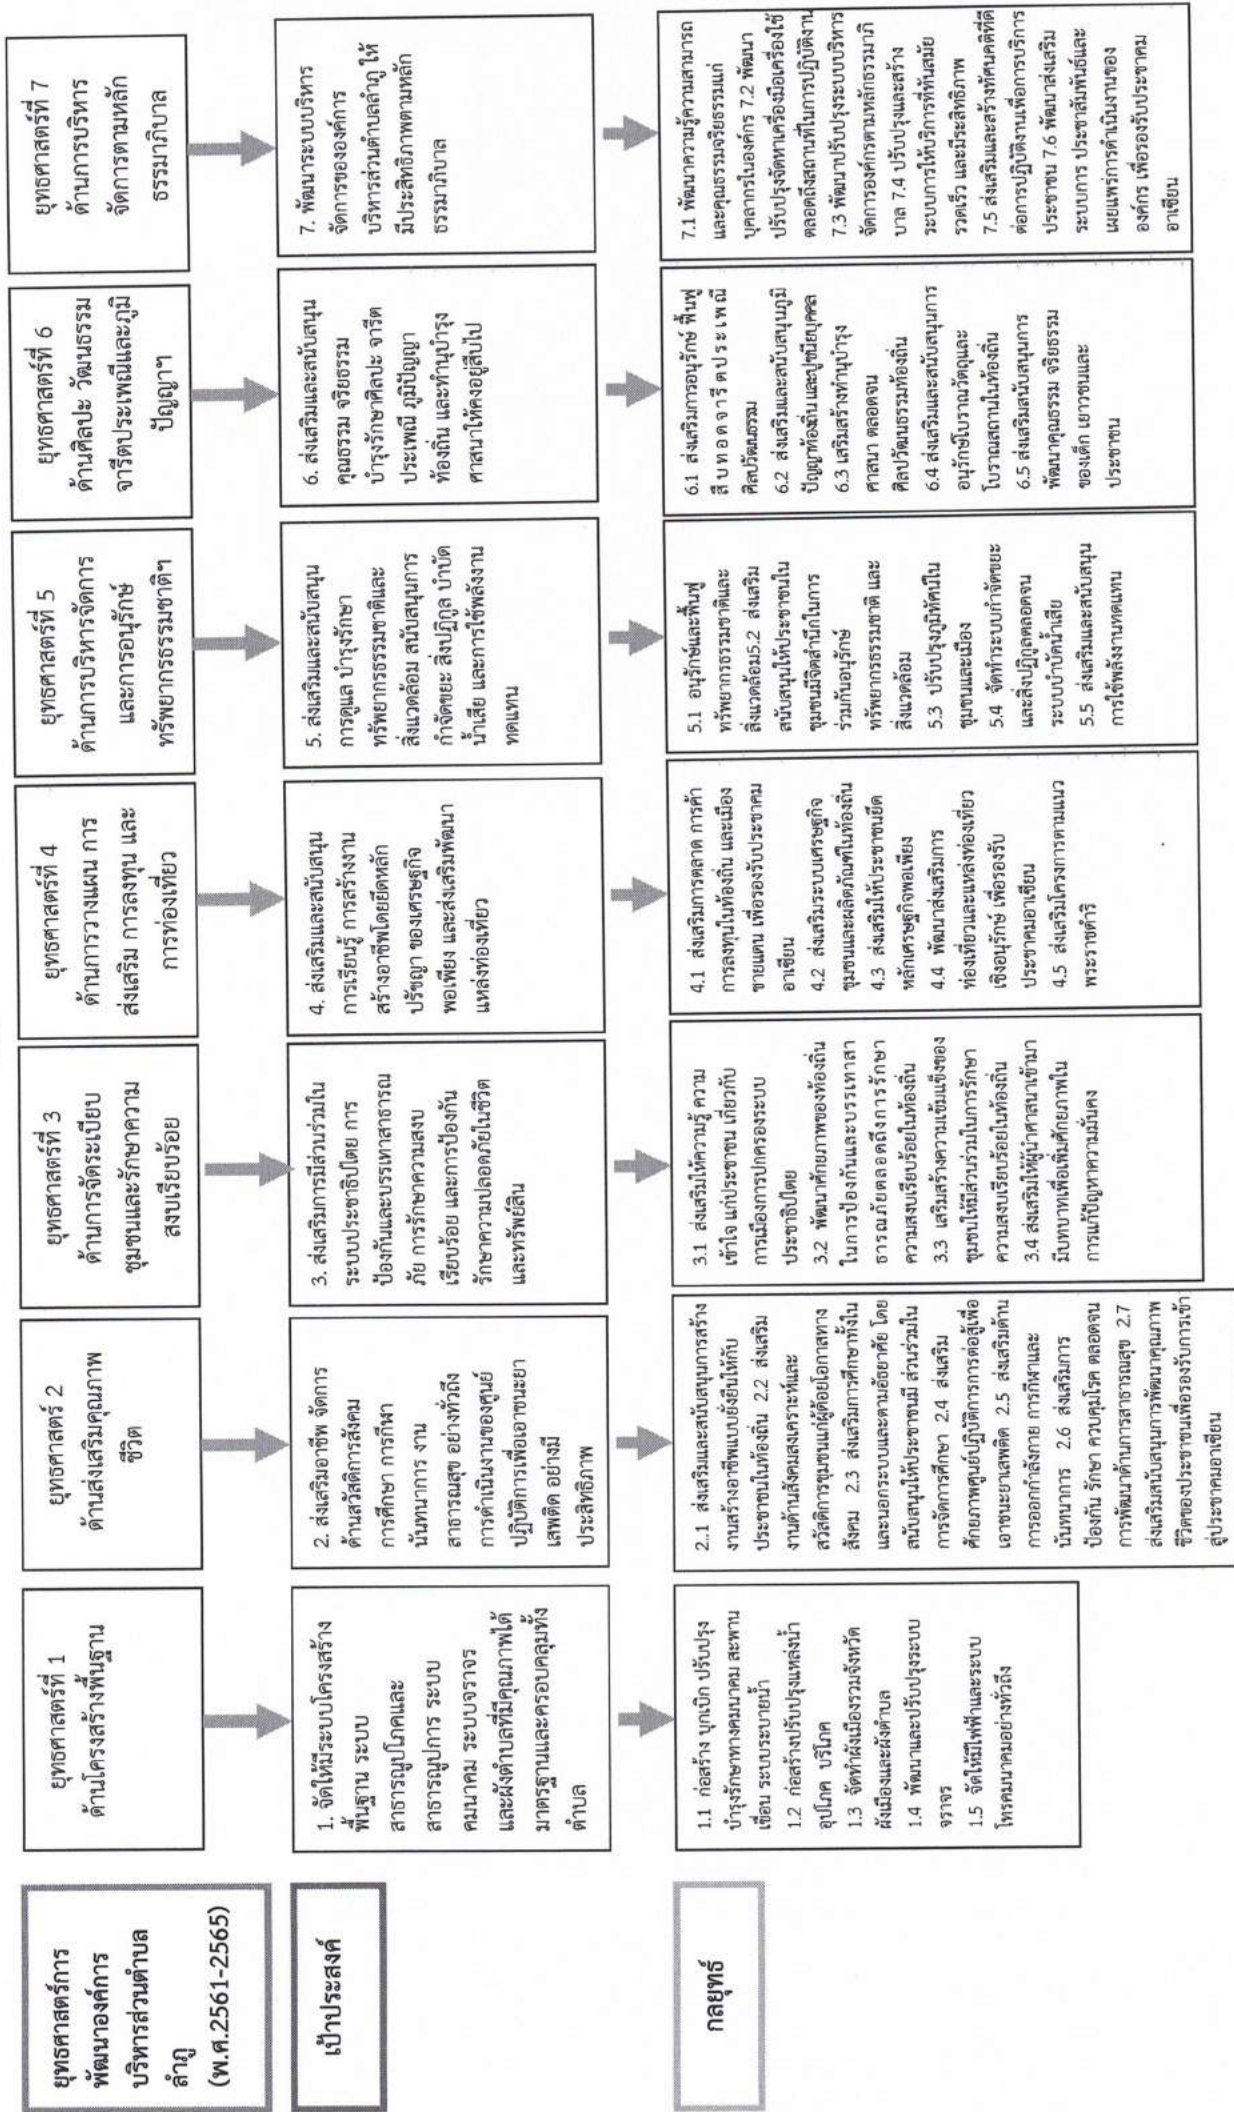 ยุทธศาสตร์การ
พัฒนาองค์การ
บริหารส่วนตำบล
ลำภู
(พ.ศ.2561-2565)
ยุทธศาสตร์ที่ 1
ด้านโครงสร้างพื้นฐาน
ยุทธศาสตร์ 2
ด้านส่งเสริมคุณภาพ
ชีวิต
ยุทธศาสตร์ที่ 3
ด้านการจัดระเบียบ
ชุมชนและรักษาความ
สงบเรียบร้อย
ยุทธศาสตร์ที่ 4
ด้านการวางแผน การ
ส่งเสริม การลงทุน และ
การท่องเที่ยว
ยุทธศาสตร์ที่ 5
ด้านการบริหารจัดการ
และการอนุรักษ์
ทรัพยากรธรรมชาติฯ
ยุทธศาสตร์ที่ 6
ด้านศิลปะ วัฒนธรรม
จารีตประเพณีและภูมิ
ปัญญาฯ
ยุทธศาสตร์ที่ 7
ด้านการบริหาร
จัดการตามหลัก
ธรรมาภิบาล
เป้าประสงค์
1. จัดให้มีระบบโครงสร้าง
พื้นฐาน ระบบ
สาธารณูปโภคและ
สาธารณูปการ ระบบ
คมนาคม ระบบจราจร
และผังตำบลที่มีคุณภาพได้
มาตรฐานและครอบคลุมทั้ง
ตำบล
2. ส่งเสริมอาชีพ จัดการ
ด้านสวัสดิการสังคม
การศึกษา การกีฬา
นันทนาการ งาน
สาธารณสุข อย่างทั่วถึง
การดำเนินงานของศูนย์
ปฏิบัติการเพื่อเอาชนะยา
เสพติด อย่างมี
ประสิทธิภาพ
3. ส่งเสริมการมีส่วนร่วมใน
ระบบประชาธิปไตย การ
ป้องกันและบรรเทาสาธารณ
ภัย การรักษาความสงบ
เรียบร้อย และการป้องกัน
รักษาความปลอดภัยในชีวิต
และทรัพย์สิน
4. ส่งเสริมและสนับสนุน
การเรียนรู้ การสร้างงาน
สร้างอาชีพโดยยึดหลัก
ปรัชญา ของเศรษฐกิจ
พอเพียง และส่งเสริมพัฒนา
แหล่งท่องเที่ยว
5. ส่งเสริมและสนับสนุน
การดูแล บำรุงรักษา
ทรัพยากรธรรมชาติและ
สิ่งแวดล้อม สนับสนุนการ
กำจัดขยะ สิ่งปฏิกูล บำบัด
น้ำเสีย และการใช้พลังงาน
ทดแทน
6. ส่งเสริมและสนับสนุน
คุณธรรม จริยธรรม
บำรุงรักษาศิลปะ จารีต
ประเพณี ภูมิปัญญา
ท้องถิ่น และทำนุบำรุง
ศาสนาให้คงอยู่สืบไป
7. พัฒนาระบบบริหาร
จัดการขององค์การ
บริหารส่วนตำบลลำภู ให้
มีประสิทธิภาพตามหลัก
ธรรมาภิบาล
กลยุทธ์
1.1 ก่อสร้าง บุกเบิก ปรับปรุง
บำรุงรักษาทางคมนาคม สะพาน
เขื่อน ระบบระบายน้ำ
1.2 ก่อสร้างปรับปรุงแหล่งน้ำ
อุปโภค บริโภค
1.3 จัดทำผังเมืองรวมจังหวัด
ผังเมืองและผังตำบล
1.4 พัฒนาและปรับปรุงระบบ
จราจร
1.5 จัดให้มีไฟฟ้าและระบบ
โทรคมนาคมอย่างทั่วถึง
2..1 ส่งเสริมและสนับสนุนการสร้าง
งานสร้างอาชีพแบบยั่งยืนให้กับ
ประชาชนในท้องถิ่น 2.2 ส่งเสริม
งานด้านสังคมสงเคราะห์และ
สวัสดิการชุมชนแก่ผู้ด้อยโอกาสทาง
สังคม 2.3 ส่งเสริมการศึกษาทั้งใน
และนอกระบบและตามอัธยาศัย โดย
สนับสนุนให้ประชาชนมี ส่วนร่วมใน
การจัดการศึกษา 2.4 ส่งเสริม
ศักยภาพศูนย์ปฏิบัติการการต่อสู้เพื่อ
เอาชนะยาเสพติด 2.5 ส่งเสริมด้าน
การออกกำลังกาย การกีฬาและ
นันทนาการ 2.6 ส่งเสริมการ
ป้องกัน รักษา ควบคุมโรค ตลอดจน
การพัฒนาด้านการสาธารณสุข 2.7
ส่งเสริมสนับสนุนการพัฒนาคุณภาพ
ชีวิตของประชาชนเพื่อรองรับการเข้า
สู่ประชาคมอาเซียน
3.1 ส่งเสริมให้ความรู้ ความ
เข้าใจ แก่ประชาชน เกี่ยวกับ
การเมืองการปกครองระบบ
ประชาธิปไตย
3.2 พัฒนาศักยภาพของท้องถิ่น
ในการป้องกันและบรรเทาสา
ธารณภัยตลอดถึงการรักษา
ความสงบเรียบร้อยในท้องถิ่น
3.3 เสริมสร้างความเข้มแข็งของ
ชุมชนให้มีส่วนร่วมในการรักษา
ความสงบเรียบร้อยในท้องถิ่น
3.4 ส่งเสริมให้ผู้นำศาสนาเข้ามา
มีบทบาทเพื่อเพิ่มศักยภาพใน
การแก้ปัญหาความมั่นคง
4.1 ส่งเสริมการตลาด การค้า
การลงทุนในท้องถิ่น และเมือง
ชายแดน เพื่อรองรับประชาคม
อาเซียน
4.2 ส่งเสริมระบบเศรษฐกิจ
ชุมชนและผลิตภัณฑ์ในท้องถิ่น
4.3 ส่งเสริมให้ประชาชนยึด
หลักเศรษฐกิจพอเพียง
4.4 พัฒนาส่งเสริมการ
ท่องเที่ยวและแหล่งท่องเที่ยว
เชิงอนุรักษ์ เพื่อรองรับ
ประชาคมอาเซียน
4.5 ส่งเสริมโครงการตามแนว
พระราชดำริ
5.1 อนุรักษ์และฟื้นฟู
ทรัพยากรธรรมชาติและ
สิ่งแวดล้อม5.2 ส่งเสริม
สนับสนุนให้ประชาชนใน
ชุมชนมีจิตสำนึกในการ
ร่วมกันอนุรักษ์
ทรัพยากรธรรมชาติ และ
สิ่งแวดล้อม
5.3 ปรับปรุงภูมิทัศน์ใน
ชุมชนและเมือง
5.4 จัดทำระบบกำจัดขยะ
และสิ่งปฏิกูลตลอดจน
ระบบบำบัดน้ำเสีย
5.5 ส่งเสริมและสนับสนุน
การใช้พลังงานทดแทน
6.1 ส่งเสริมการอนุรักษ์ ฟื้นฟู
สืบทอดจารีตประเพณี
ศิลปวัฒนธรรม
6.2 ส่งเสริมและสนับสนุนภูมิ
ปัญญาท้องถิ่น และปูชนียบุคคล
6.3 เสริมสร้างทำนุบำรุง
ศาสนา ตลอดจน
ศิลปวัฒนธรรมท้องถิ่น
6.4 ส่งเสริมและสนับสนุนการ
อนุรักษ์โบราณวัตถุและ
โบราณสถานในท้องถิ่น
6.5 ส่งเสริมสนับสนุนการ
พัฒนาคุณธรรม จริยธรรม
ของเด็ก เยาวชนและ
ประชาชน
7.1 พัฒนาความรู้ความสามารถ
และคุณธรรมจริยธรรมแก่
บุคลากรในองค์กร 7.2 พัฒนา
ปรับปรุงจัดหาเครื่องมือเครื่องใช้
ตลอดถึงสถานที่ในการปฏิบัติงาน
7.3 พัฒนาปรับปรุงระบบบริหาร
จัดการองค์กรตามหลักธรรมาภิ
บาล 7.4 ปรับปรุงและสร้าง
ระบบการให้บริการที่ทันสมัย
รวดเร็ว และมีระสิทธิภาพ
7.5 ส่งเสริมและสร้างทัศนคติที่ดี
ต่อการปฏิบัติงานเพื่อการบริการ
ประชาชน 7.6 พัฒนาส่งเสริม
ระบบการ ประชาสัมพันธ์และ
เผยแพร่การดำเนินงานของ
องค์กร เพื่อรองรับประชาคม
อาเซียน